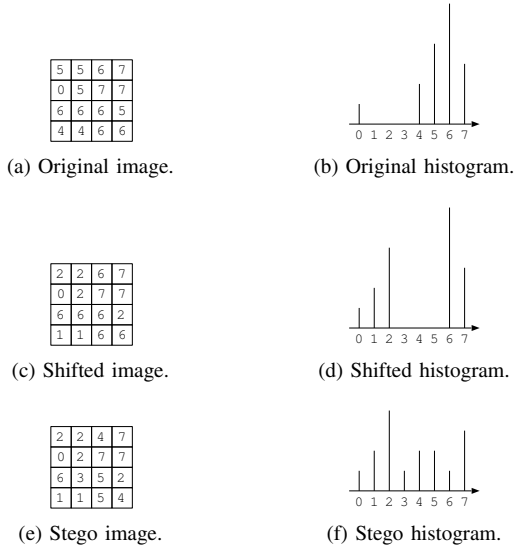 5 5 6 7
0 5 7 7
6 6 6 5
4 4 6 6
0 1 2 3 4 5 6 7
(a) Original image.
(b) Original histogram.
2 2 6 7
0 2 7 7
6 6 6 2
1 1 6 6
0 1 2 3 4 5 6 7
(c) Shifted image.
(d) Shifted histogram.
2 2 4 7
0 2 7 7
6 3 5 2
1 1 5 4
0 1 2 3 4 5 6 7
(e) Stego image.
(f) Stego histogram.